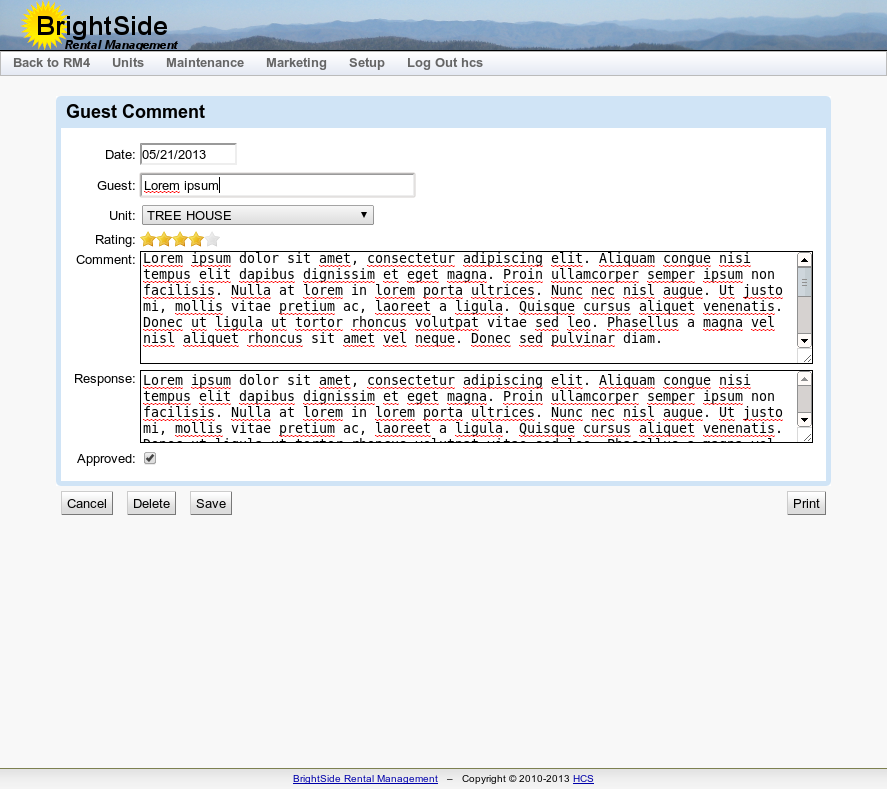 BrightSide
Rental Management
Back to RM4 Units Maintenance Marketing Setup Log Out hcs
Guest Comment
Date: 05/21/2013
Guest: Lorem ipsum
Unit: TREE HOUSE
Rating:
Comment: Lorem ipsum dolor sit amet, consectetur adipiscing elit. Aliquam congue nisi
tempus elit dapibus dignissim et eget magna. Proin ullamcorper semper ipsum non
facilisis. Nulla at lorem in lorem porta ultrices. Nunc nec nisl augue. Ut justo
mi, mollis vitae pretium ac, laoreet a ligula. Quisque cursus aliquet venenatis.
Donec ut ligula ut tortor rhoncus volutpat vitae sed leo. Phasellus a magna vel
nisl aliquet rhoncus sit amet vel neque. Donec sed pulvinar diam.
Response: Lorem ipsum dolor sit amet, consectetur adipiscing elit. Aliquam congue nisi
tempus elit dapibus dignissim et eget magna. Proin ullamcorper semper ipsum non
facilisis. Nulla at lorem in lorem porta ultrices. Nunc nec nisl augue. Ut justo
mi, mollis vitae pretium ac, laoreet a ligula. Quisque cursus aliquet venenatis.
Approved:
Cancel Delete Save Print
BrightSide Rental Management – Copyright © 2010-2013 HCS